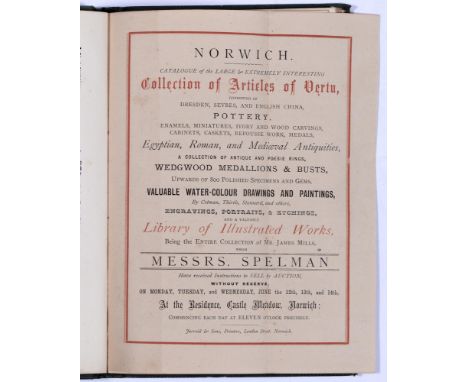 NORWICH.
CATALOGUE of the LARGE & EXTREMELY INTERESTING
Collection of Articles of Vertu,
CONSISTING OF
DRESDEN, SEVRES, AND ENGLISH CHINA,
POTTERY,
ENAMELS, MINIATURES, IVORY AND WOOD CARVINGS,
CABINETS, CASKETS, REPOUSSE WORK, MEDALS,
Egyptian, Roman, and Mediæval Antiquities,
A COLLECTION OF ANTIQUE AND POESIE RINGS,
WEDGWOOD MEDALLIONS & BUSTS,
UPWARDS OF 800 POLISHED SPECIMENS AND GEMS,
VALUABLE WATER-COLOUR DRAWINGS AND PAINTINGS,
By Cotman, Thirtle, Stannard, and others,
ENGRAVINGS, PORTRAITS, & ETCHINGS,
AND A VALUABLE
Library of Illustrated Works,
Being the ENTIRE COLLECTION of MR. JAMES MILLS,
WHICH
MESSRS. SPELMAN
Have received Instructions to SELL by AUCTION,
WITHOUT RESERVE,
ON MONDAY, TUESDAY, and WEDNESDAY, JUNE the 12th, 13th, and 14th,
At the Residence, Castle Meadow, Norwich:
COMMENCING EACH DAY AT ELEVEN O'CLOCK PRECISELY.
Jarrold & Sons, Printers, London Street, Norwich.